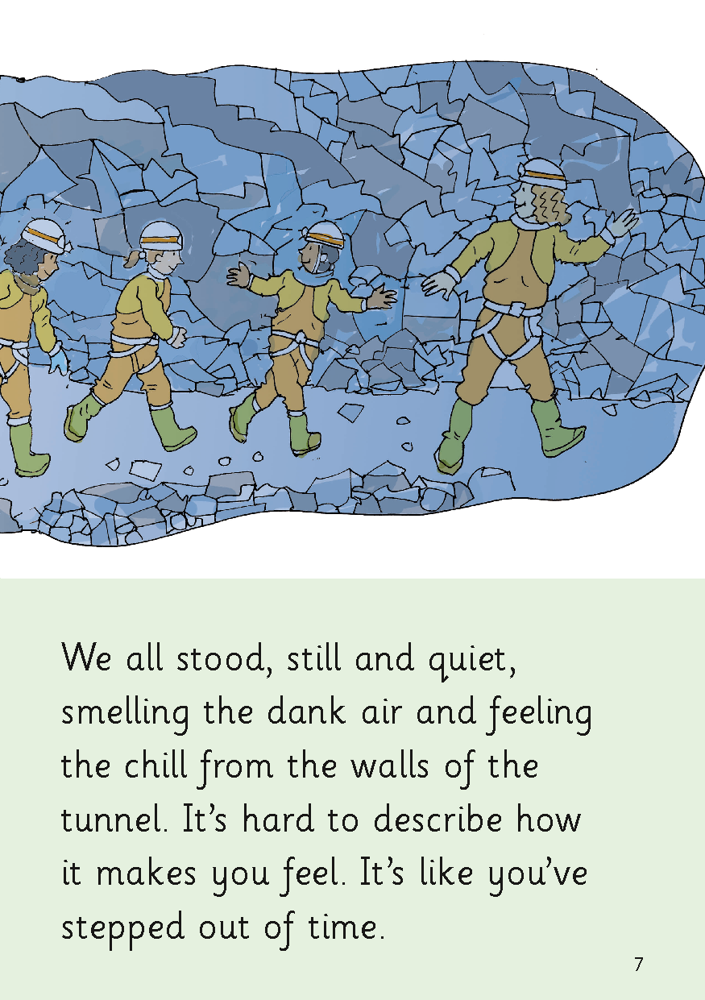 We all stood, still and quiet,
smelling the dank air and feeling
the chill from the walls of the
tunnel. It’s hard to describe how
it makes you feel. It’s like you’ve
stepped out of time.
7